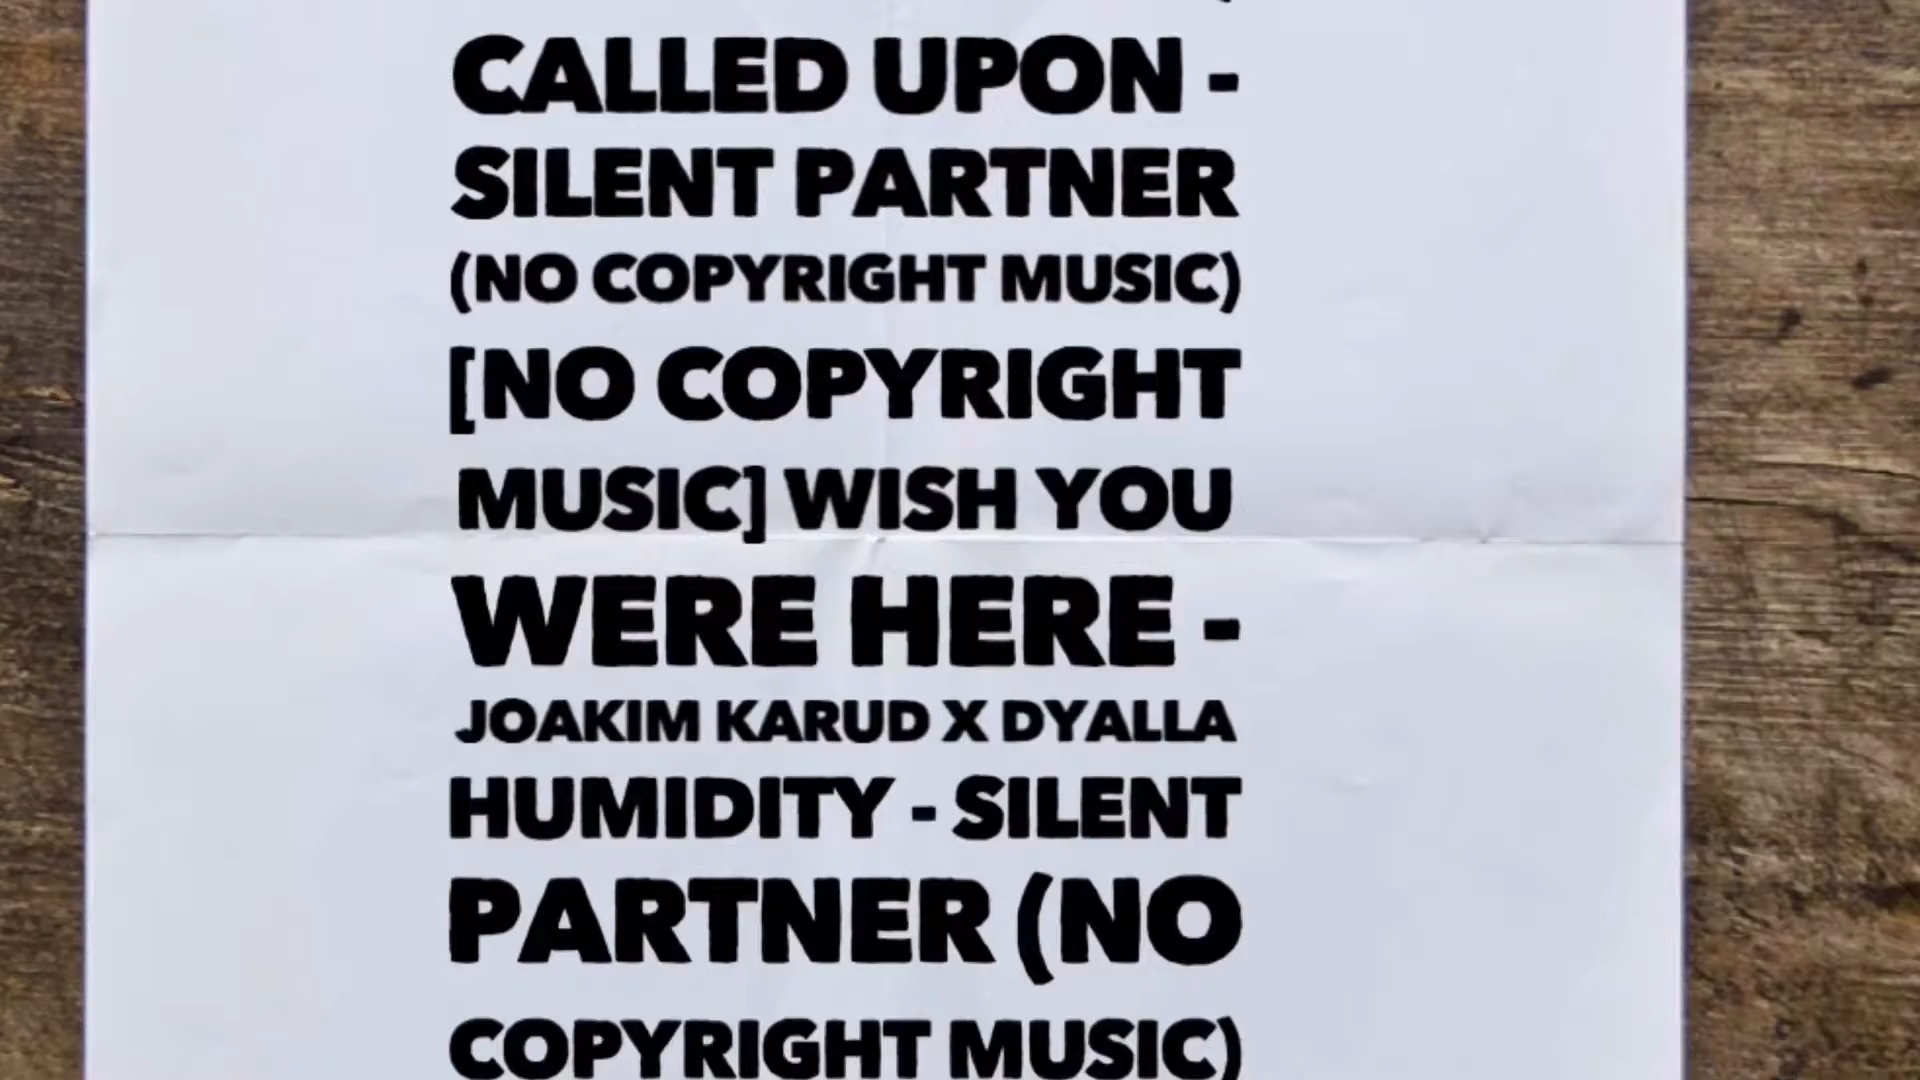 CALLED UPON -
SILENT PARTNER
(NO COPYRIGHT MUSIC)
[NO COPYRIGHT
MUSIC] WISH YOU
WERE HERE -
JOAKIM KARUD X DYALLA
HUMIDITY - SILENT
PARTNER (NO
COPYRIGHT MUSIC)